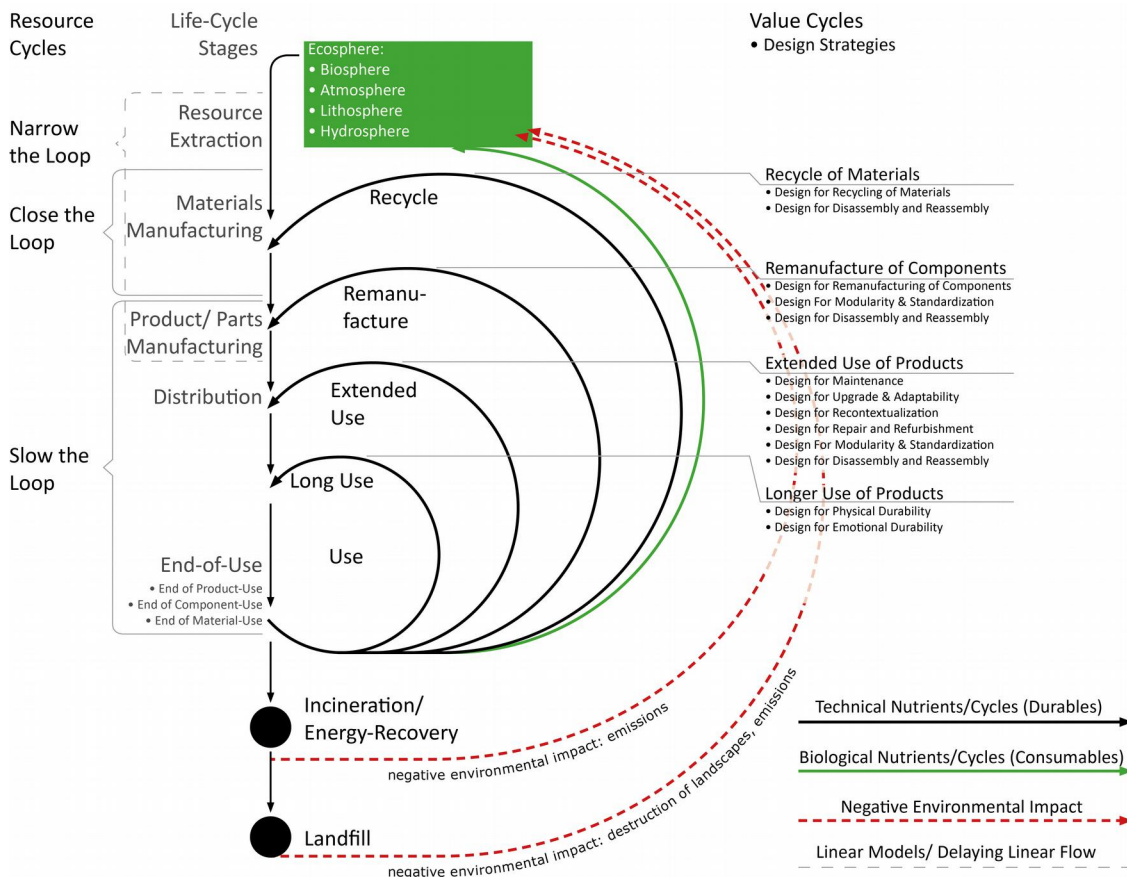 Resource
Cycles
Life-Cycle
Stages
Value Cycles
• Design Strategies
Ecosphere:
• Biosphere
• Atmosphere
• Lithosphere
• Hydrosphere
Narrow
the Loop
Close the
Loop
Slow the
Loop
Resource
Extraction
Materials
Manufacturing
Product/ Parts
Manufacturing
Distribution
End-of-Use
• End of Product-Use
• End of Component-Use
• End of Material-Use
Recycle
Remanu-
facture
Extended
Use
Long Use
Use
Incineration/
Energy-Recovery
Landfill
negative environmental impact: emissions
negative environmental impact: destruction of landscapes, emissions
Recycle of Materials
• Design for Recycling of Materials
• Design for Disassembly and Reassembly
Remanufacture of Components
• Design for Remanufacturing of Components
• Design For Modularity & Standardization
• Design for Disassembly and Reassembly
Extended Use of Products
• Design for Maintenance
• Design for Upgrade & Adaptability
• Design for Recontextualization
• Design for Repair and Refurbishment
• Design For Modularity & Standardization
• Design for Disassembly and Reassembly
Longer Use of Products
• Design for Physical Durability
• Design for Emotional Durability
Technical Nutrients/Cycles (Durables)
Biological Nutrients/Cycles (Consumables)
Negative Environmental Impact
Linear Models/ Delaying Linear Flow